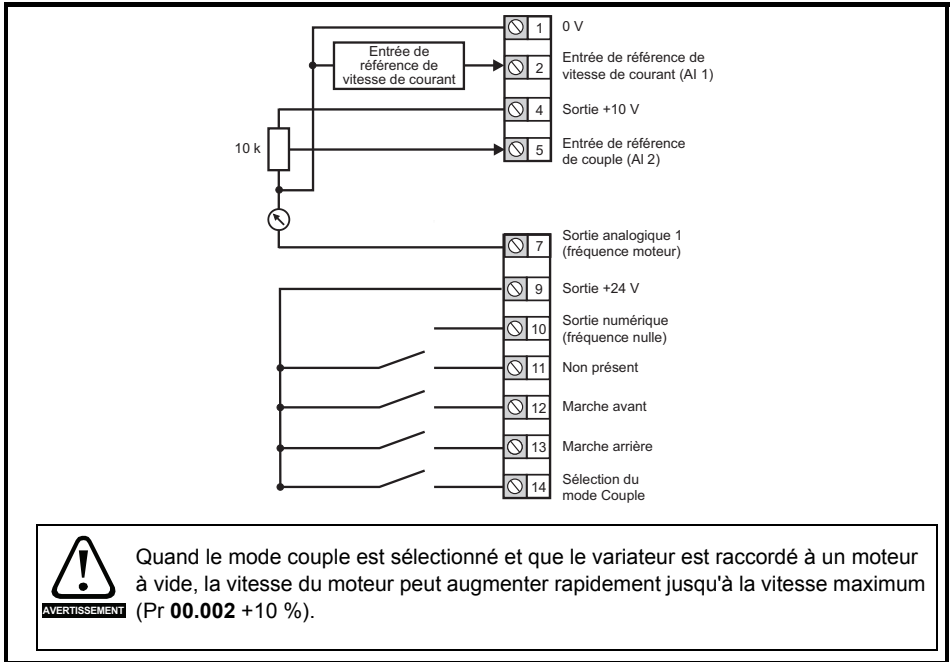 1 0 V
Entrée de
référence de
vitesse de courant
2 Entrée de référence de
vitesse de courant (AI 1)
4 Sortie +10 V
10 k
5 Entrée de référence
de couple (AI 2)
7 Sortie analogique 1
(fréquence moteur)
9 Sortie +24 V
10 Sortie numérique
(fréquence nulle)
11 Non présent
12 Marche avant
13 Marche arrière
14 Sélection du
mode Couple
AVERTISSEMENT
Quand le mode couple est sélectionné et que le variateur est raccordé à un moteur
à vide, la vitesse du moteur peut augmenter rapidement jusqu'à la vitesse maximum
(Pr 00.002 +10 %).